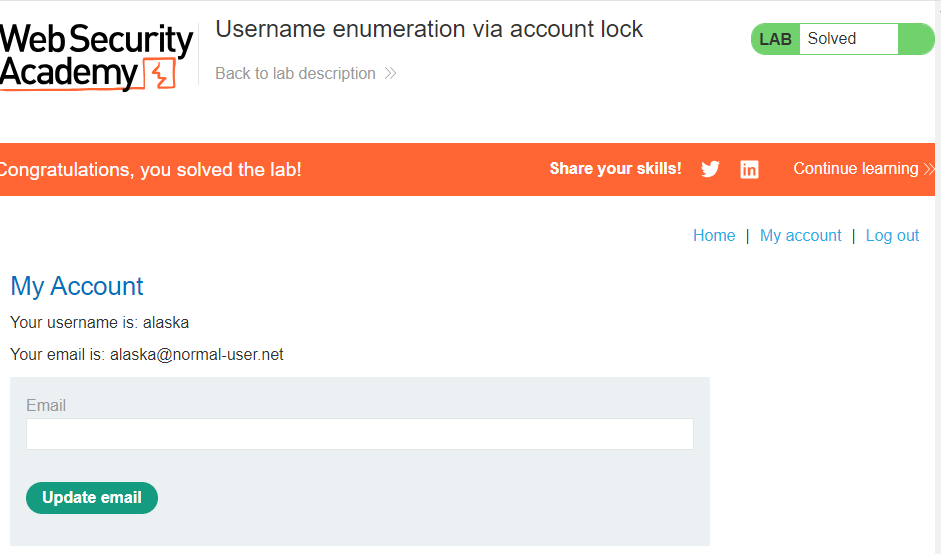 Web Security
Academy
Username enumeration via account lock
Back to lab description
LAB Solved
Congratulations, you solved the lab!
Share your skills!
in
Continue learning
Home | My account | Log out
My Account
Your username is: alaska
Your email is: alaska@normal-user.net
Email
Update email